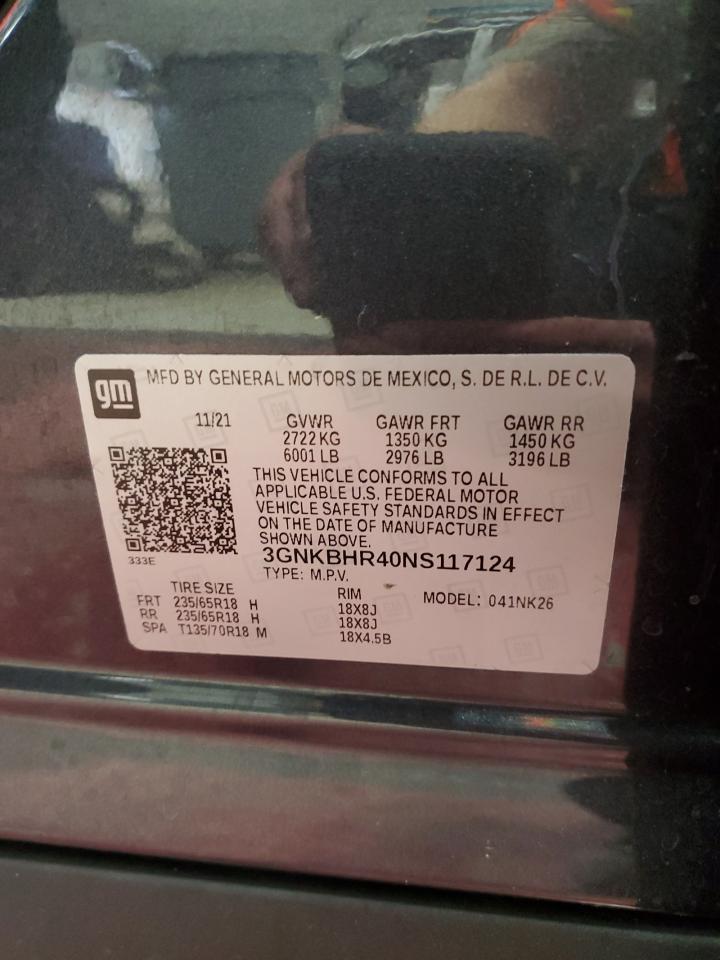 gm MFD BY GENERAL MOTORS DE MEXICO, S. DE R.L. DE C.V.
11/21 GVWR GAWR FRT GAWR RR
2722 KG 1350 KG 1450 KG
6001 LB 2976 LB 3196 LB
THIS VEHICLE CONFORMS TO ALL
APPLICABLE U.S. FEDERAL MOTOR
VEHICLE SAFETY STANDARDS IN EFFECT
ON THE DATE OF MANUFACTURE
SHOWN ABOVE.
333E
3GNKBHR40NS117124
TYPE: M.P.V.
TIRE SIZE RIM MODEL: 041NK26
FRT 235/65R18 H 18X8J
RR 235/65R18 H 18X8J
SPA T135/70R18 M 18X4.5B